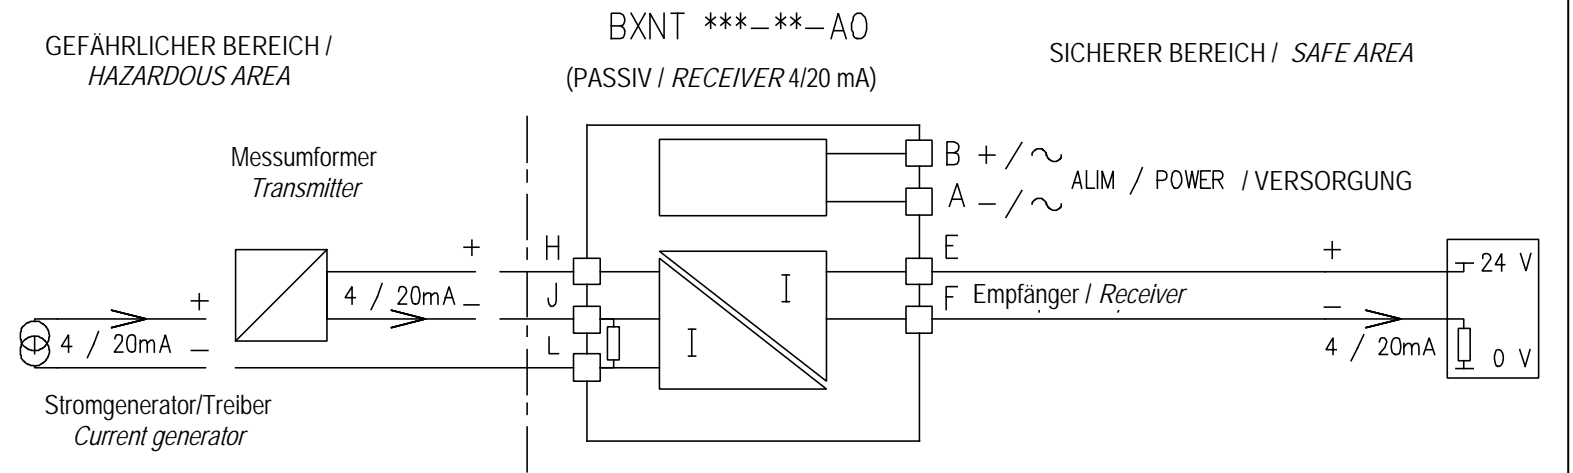 BXNT ***-**-A0
(PASSIV / RECEIVER 4/20 mA)
GEFÄHRLICHER BEREICH /
HAZARDOUS AREA
SICHERER BEREICH / SAFE AREA
Messumformer
Transmitter
B + / ~
A - / ~
ALIM / POWER / VERSORGUNG
+ H
4 / 20mA - J
L
+
4 / 20mA -
Stromgenerator/Treiber
Current generator
I
I
E
F Empfänger / Receiver
+
-
4 / 20mA
24 V
0 V